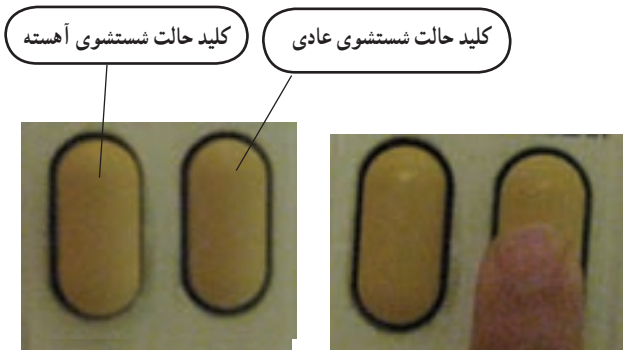 کلید حالت شستشوی عادی
کلید حالت شستشوی آهسته